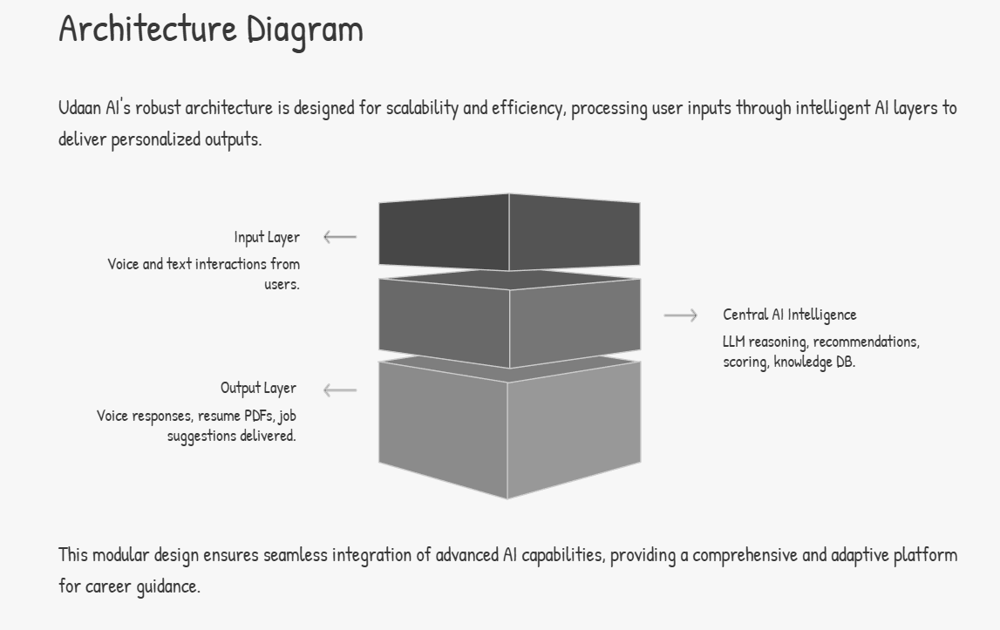 Architecture Diagram
Udaan AI's robust architecture is designed for scalability and efficiency, processing user inputs through intelligent AI layers to
deliver personalized outputs.
Input Layer
Voice and text interactions from
users.
Central AI Intelligence
LLM reasoning, recommendations,
scoring, knowledge DB.
Output Layer
Voice responses, resume PDFs, job
suggestions delivered.
This modular design ensures seamless integration of advanced AI capabilities, providing a comprehensive and adaptive platform
for career guidance.